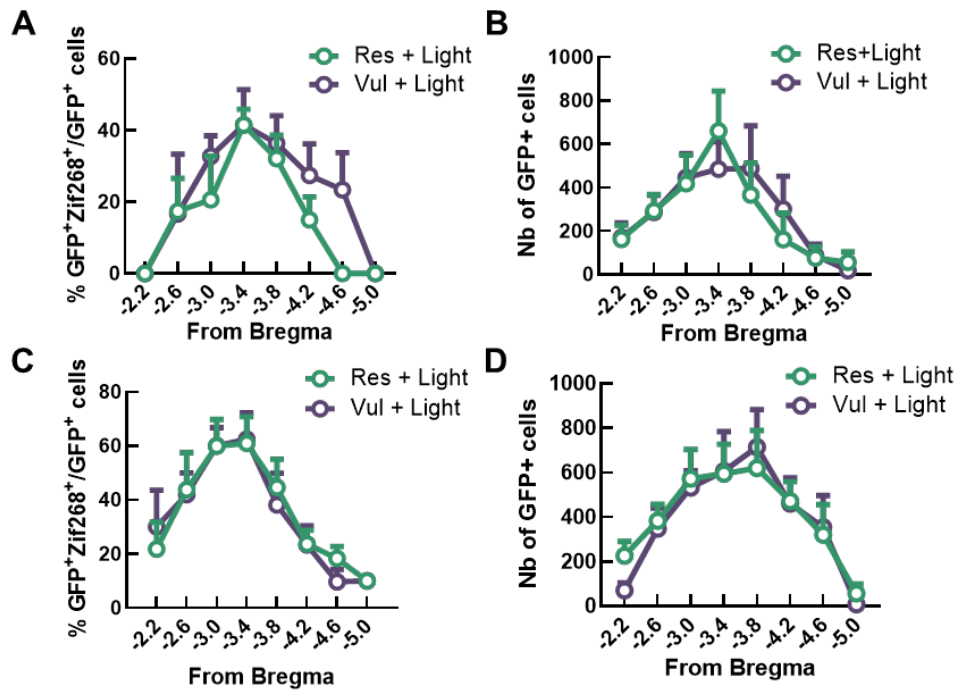 A
% GFP⁺Zif268⁺/GFP⁺ cells
60
40
20
0
Res + Light
Vul + Light
-2.2
-2.6
-3.0
-3.4
-3.8
-4.2
-4.6
-5.0
From Bregma
B
Nb of GFP+ cells
1000
800
600
400
200
0
Res+Light
Vul + Light
-2.2
-2.6
-3.0
-3.4
-3.8
-4.2
-4.6
-5.0
From Bregma
C
% GFP⁺Zif268⁺/GFP⁺ cells
80
60
40
20
0
Res + Light
Vul + Light
-2.2
-2.6
-3.0
-3.4
-3.8
-4.2
-4.6
-5.0
From Bregma
D
Nb of GFP+ cells
1000
800
600
400
200
0
Res + Light
Vul + Light
-2.2
-2.6
-3.0
-3.4
-3.8
-4.2
-4.6
-5.0
From Bregma